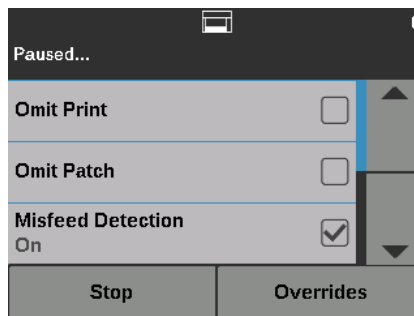 Paused...
Omit Print
Omit Patch
Misfeed Detection
On
Stop
Overrides